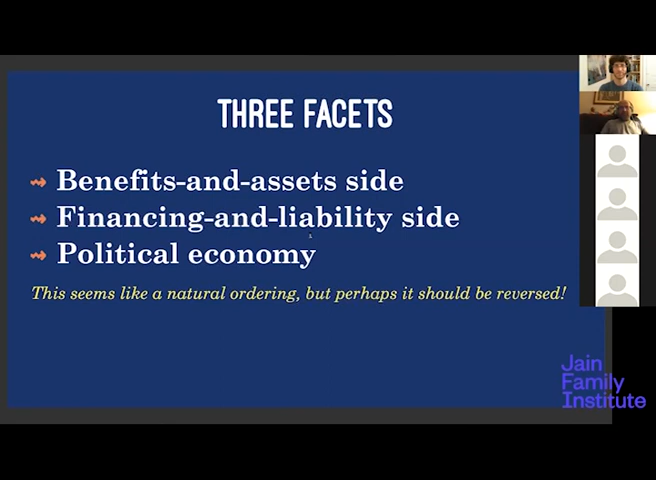 THREE FACETS
⇝ Benefits-and-assets side
⇝ Financing-and-liability side
⇝ Political economy
This seems like a natural ordering, but perhaps it should be reversed!
Jain
Family
Institute